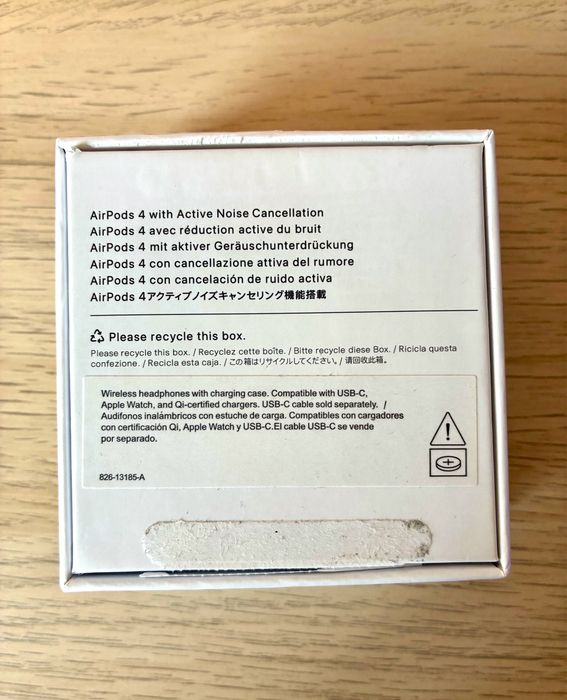 AirPods 4 with Active Noise Cancellation
AirPods 4 avec réduction active du bruit
AirPods 4 mit aktiver Geräuschunterdrückung
AirPods 4 con cancellazione attiva del rumore
AirPods 4 con cancelación de ruido activa
AirPods 4アクティブノイズキャンセリング機能搭載
Please recycle this box.
Please recycle this box. / Recyclez cette boîte. / Bitte recycle diese Box. / Ricicla questa
confezione. / Recicla esta caja. / この箱はリサイクルしてください。/ 请回收此箱。
Wireless headphones with charging case. Compatible with USB-C,
Apple Watch, and Qi-certified chargers. USB-C cable sold separately. /
Audífonos inalámbricos con estuche de carga. Compatibles con cargadores
con certificación Qi, Apple Watch y USB-C.El cable USB-C se vende
por separado.
826-13185-A